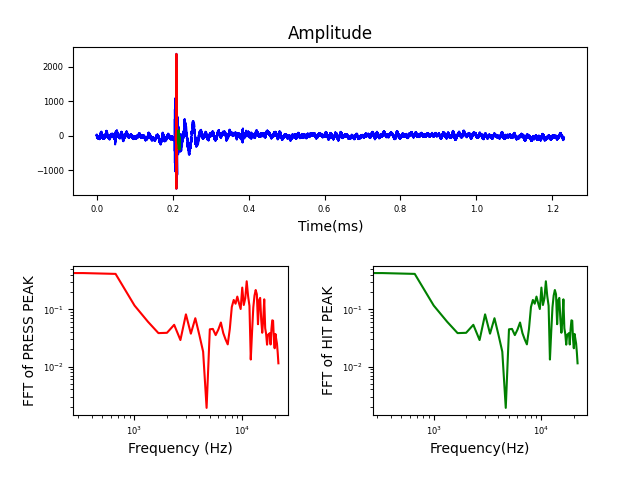 Amplitude
2000
1000
0
−1000
0.0 0.2 0.4 0.6 0.8 1.0 1.2
Time(ms)
FFT of PRESS PEAK
10⁻¹
10⁻²
10³ 10⁴
Frequency (Hz)
FFT of HIT PEAK
10⁻¹
10⁻²
10³ 10⁴
Frequency(Hz)